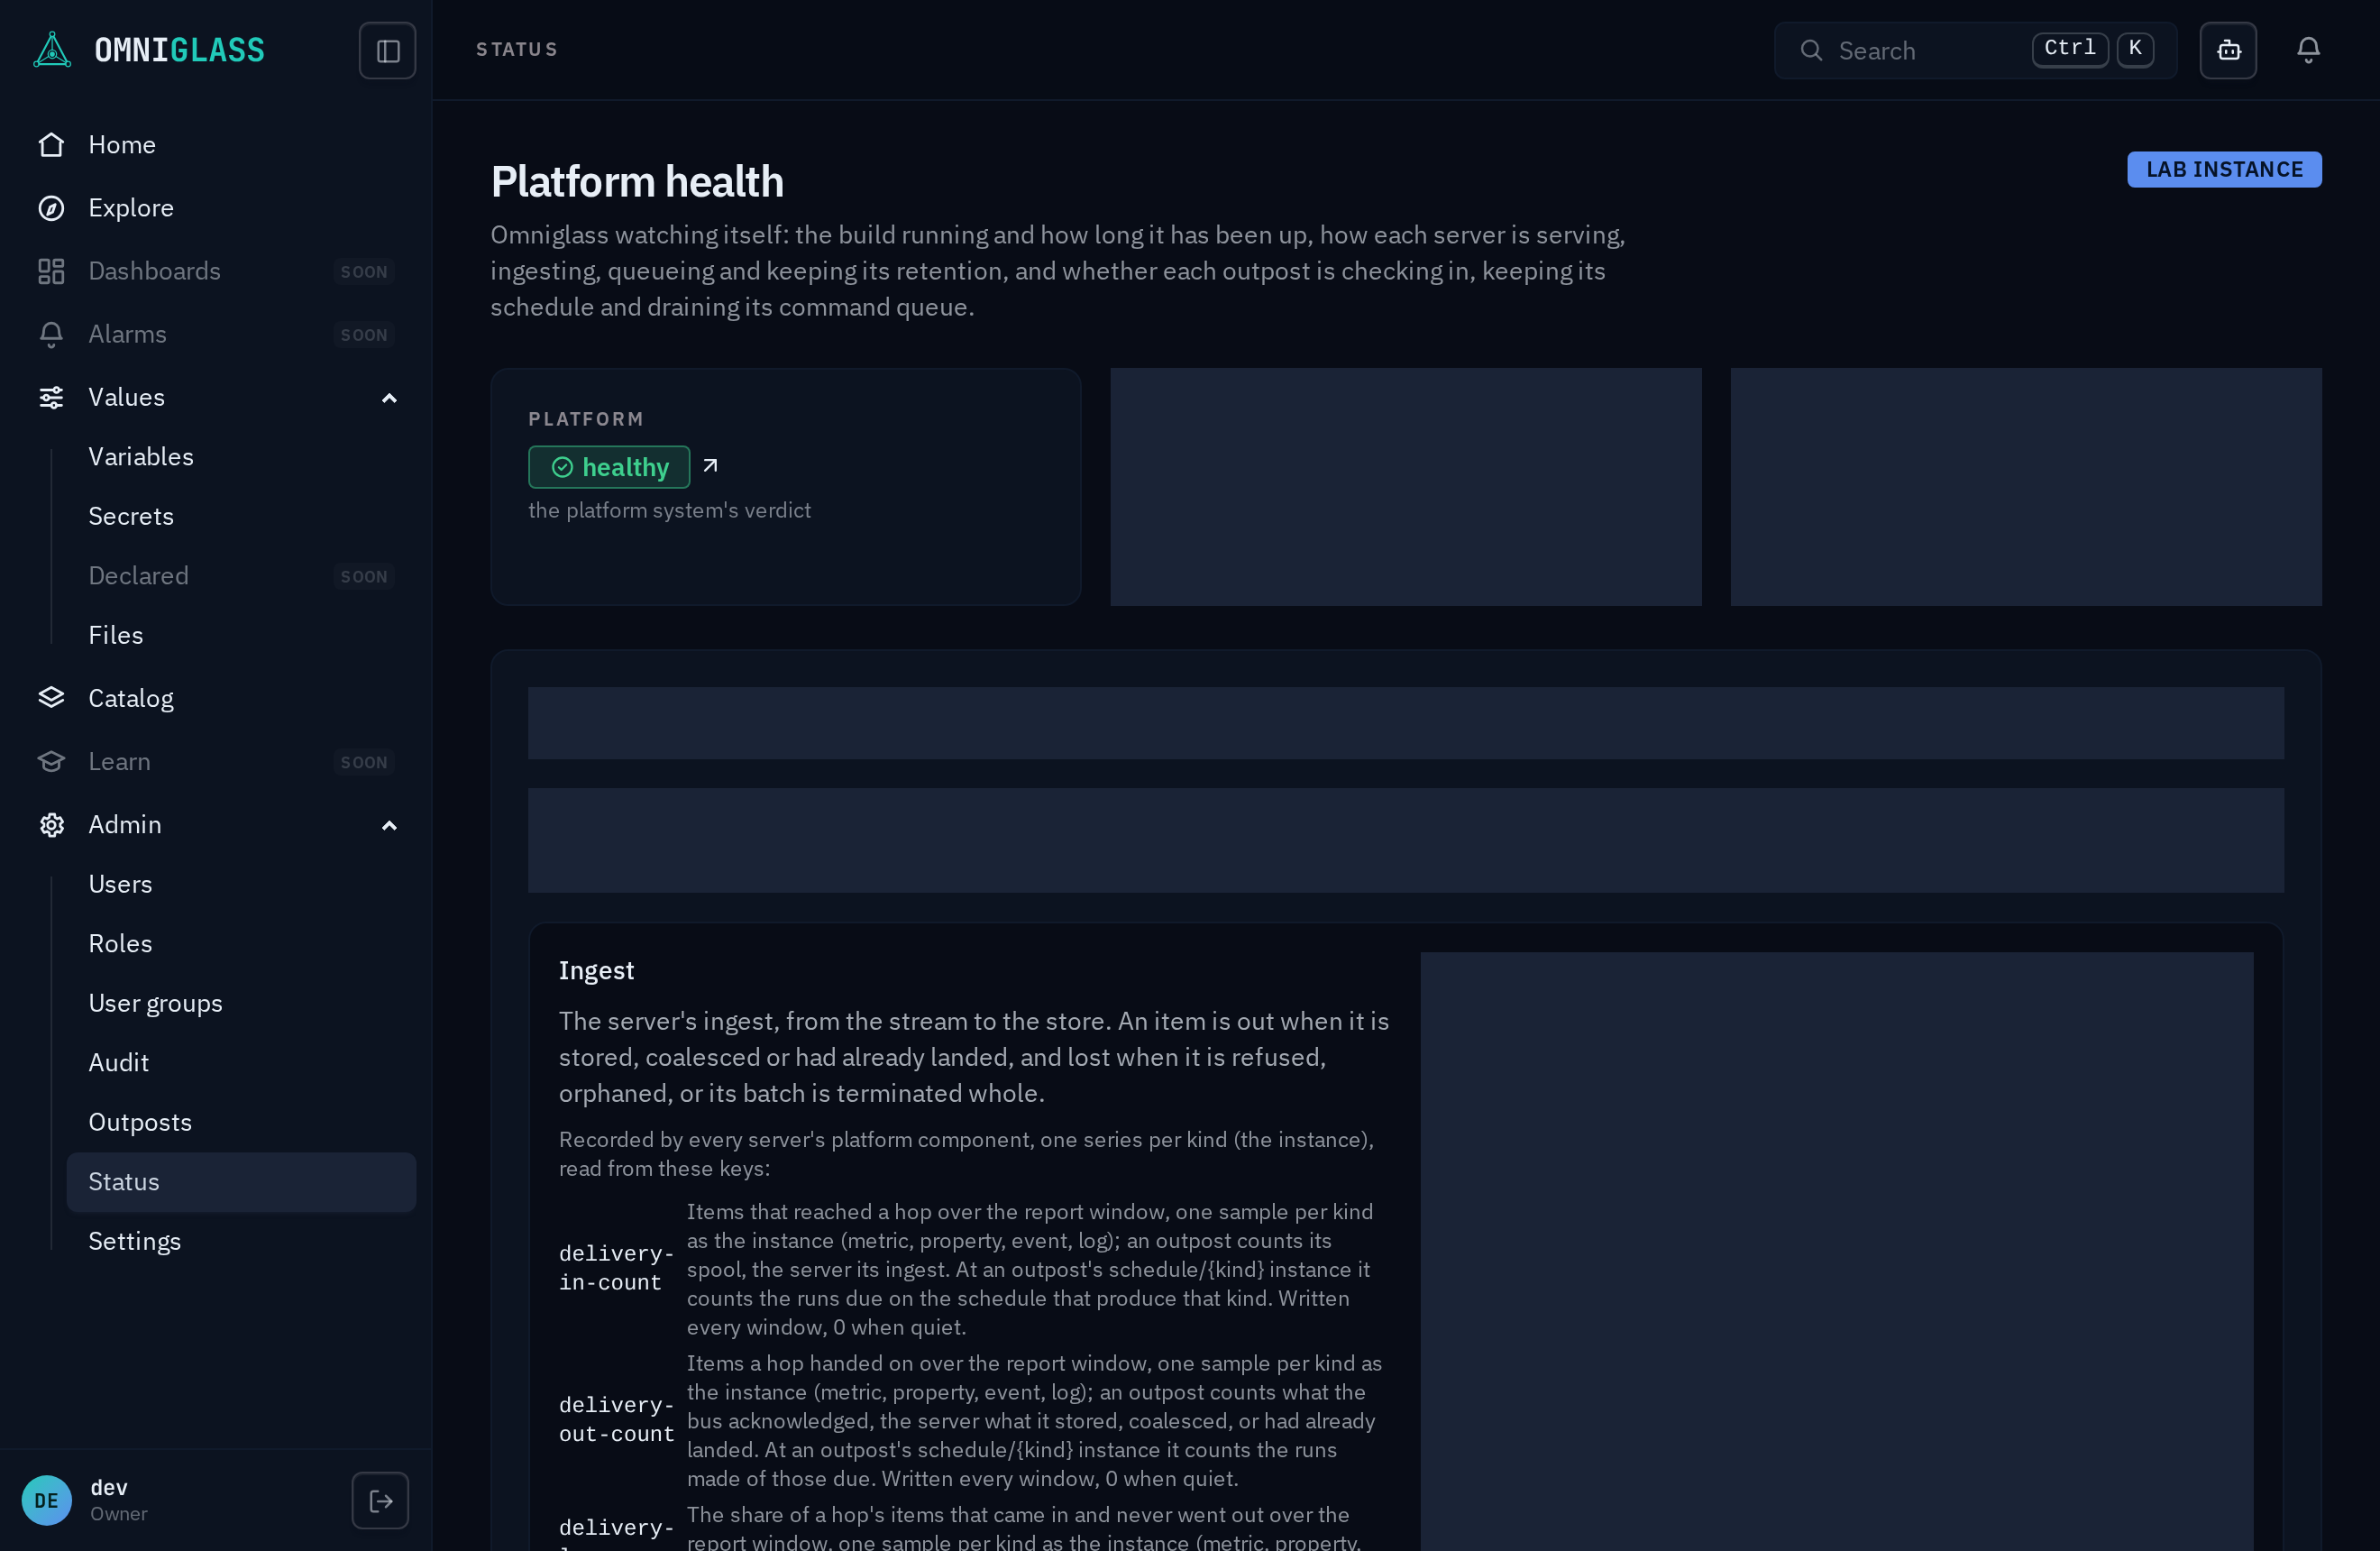 OMNIGLASS
STATUS
Search
Ctrl K
Home
Explore
Dashboards SOON
Alarms SOON
Values
Variables
Secrets
Declared SOON
Files
Catalog
Learn SOON
Admin
Users
Roles
User groups
Audit
Outposts
Status
Settings
DE
dev
Owner
Platform health
LAB INSTANCE
Omniglass watching itself: the build running and how long it has been up, how each server is serving,
ingesting, queueing and keeping its retention, and whether each outpost is checking in, keeping its
schedule and draining its command queue.
PLATFORM
healthy
the platform system's verdict
Ingest
The server's ingest, from the stream to the store. An item is out when it is
stored, coalesced or had already landed, and lost when it is refused,
orphaned, or its batch is terminated whole.
Recorded by every server's platform component, one series per kind (the instance),
read from these keys:
delivery-
in-count
Items that reached a hop over the report window, one sample per kind
as the instance (metric, property, event, log); an outpost counts its
spool, the server its ingest. At an outpost's schedule/{kind} instance it
counts the runs due on the schedule that produce that kind. Written
every window, 0 when quiet.
delivery-
out-count
Items a hop handed on over the report window, one sample per kind as
the instance (metric, property, event, log); an outpost counts what the
bus acknowledged, the server what it stored, coalesced, or had already
landed. At an outpost's schedule/{kind} instance it counts the runs
made of those due. Written every window, 0 when quiet.
delivery-
The share of a hop's items that came in and never went out over the
report window, one sample per kind as the instance (metric, property,